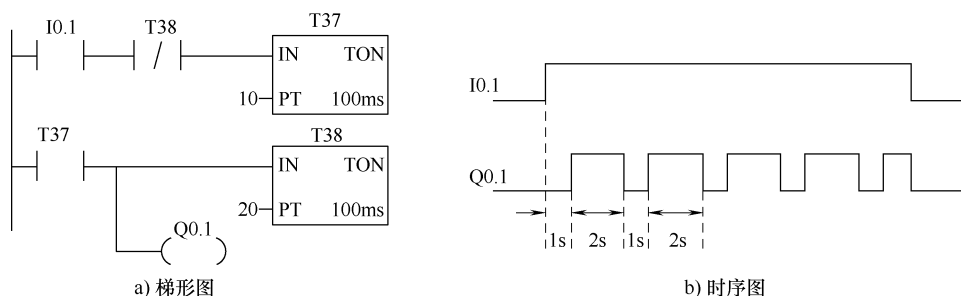 I0.1 T38 T37
IN TON
10 PT 100ms
T37 T38
IN TON
20 PT 100ms
Q0.1
a) 梯形图
I0.1
Q0.1
1s 2s 1s 2s
b) 时序图